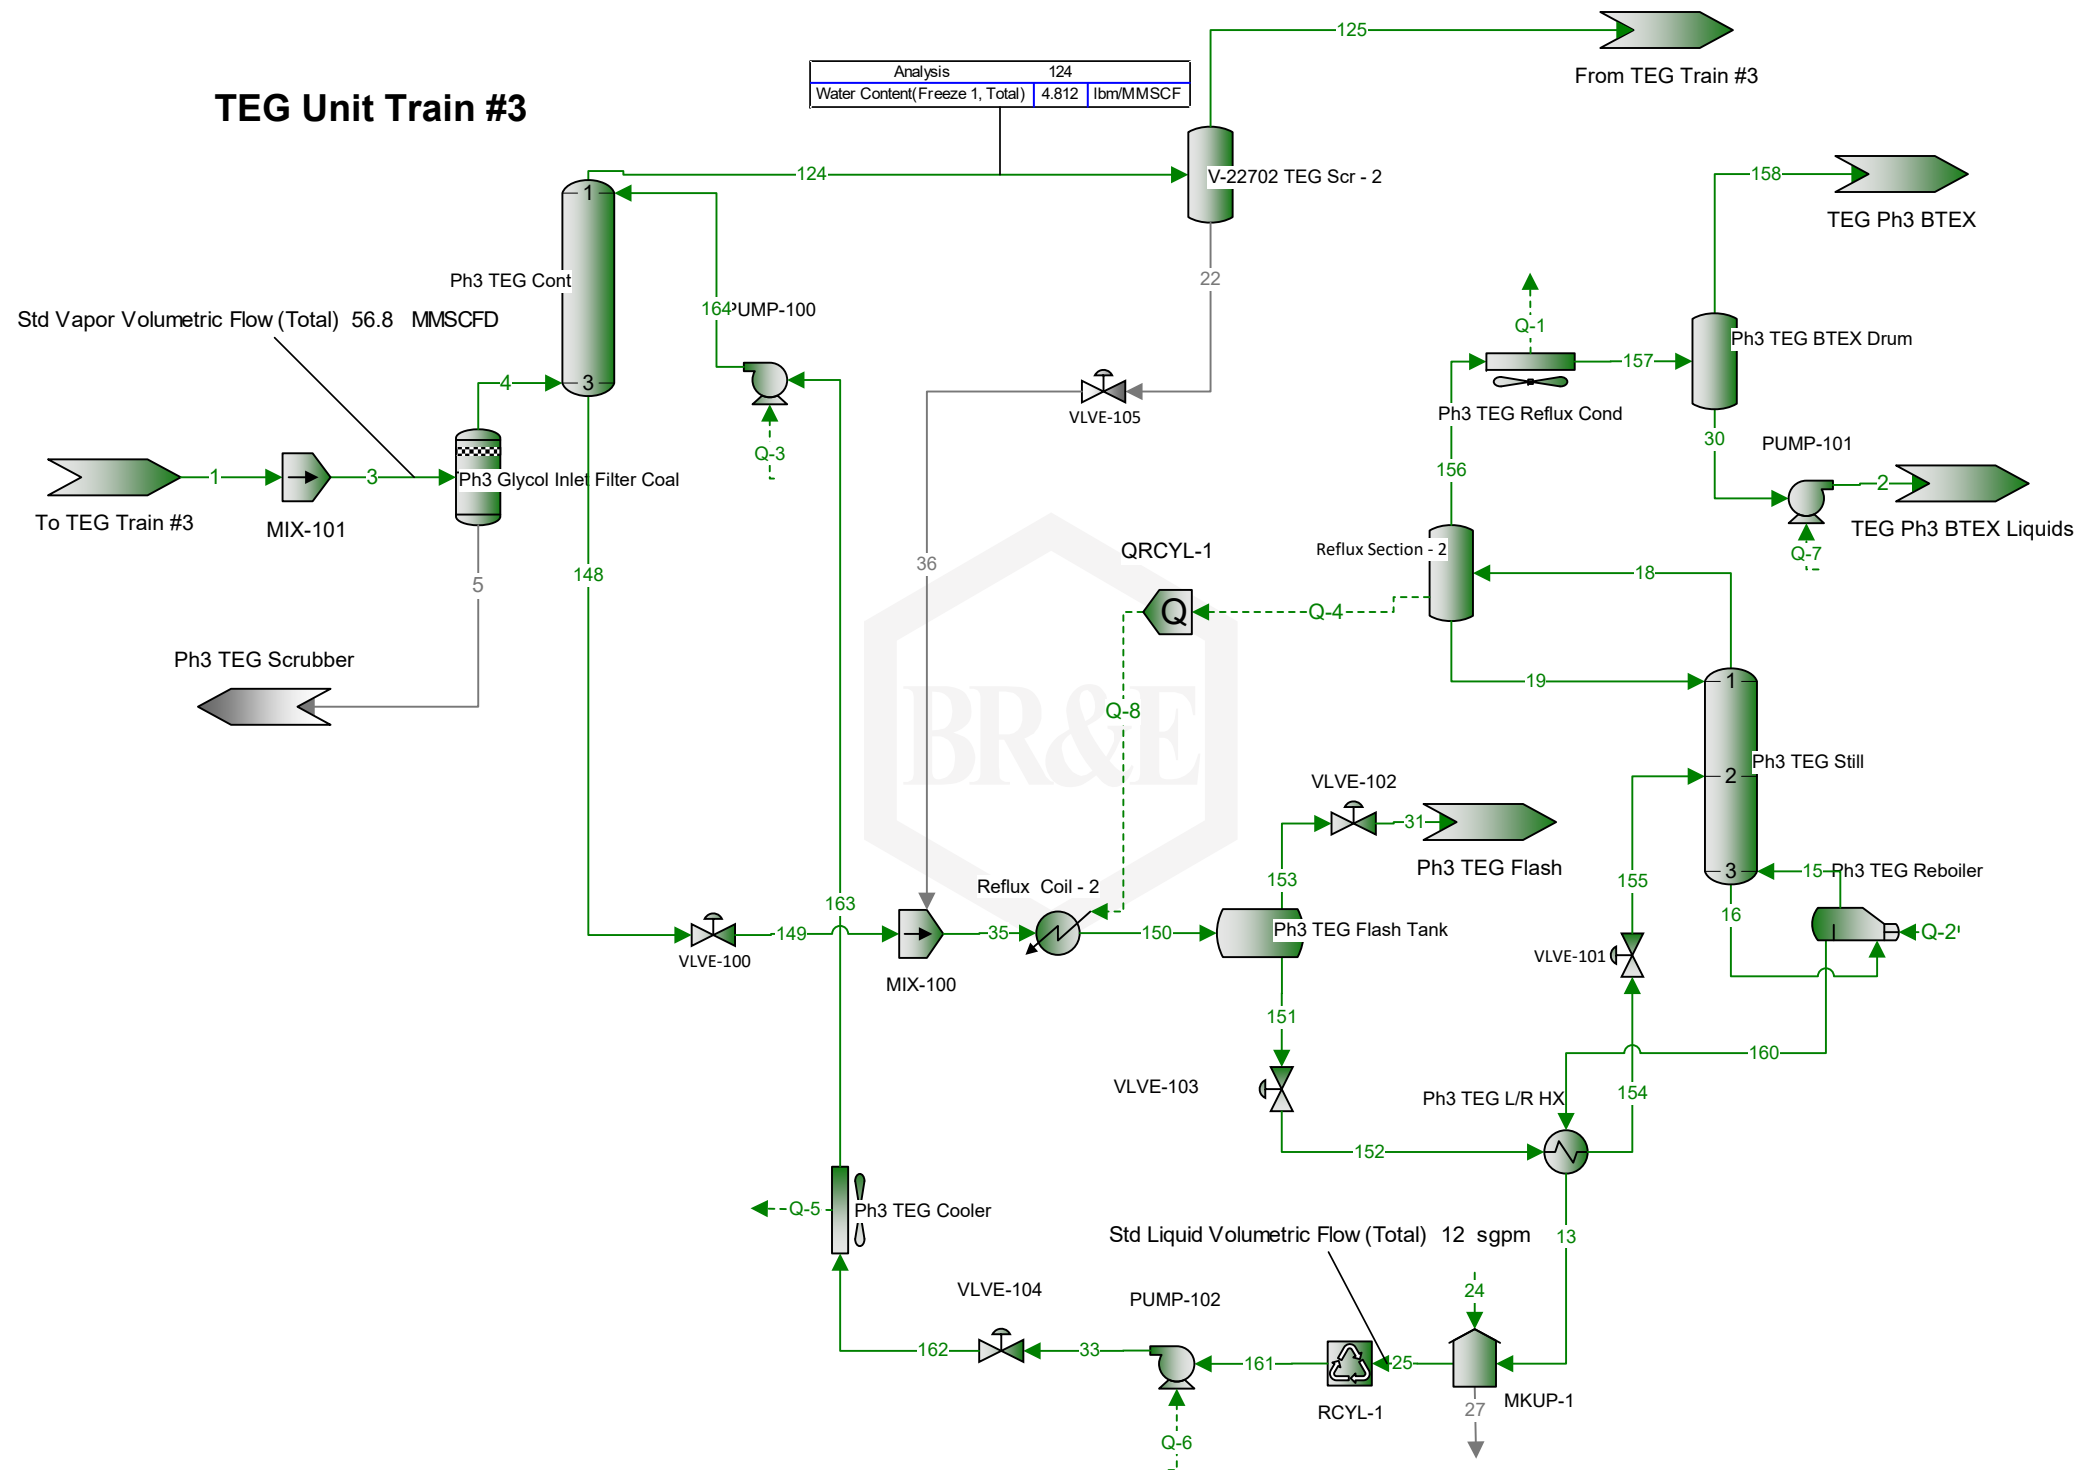 125
From TEG Train #3
Analysis 124
Water Content(Freeze 1, Total) 4.812 lbm/MMSCF
TEG Unit Train #3
124
1
V-22702 TEG Scr - 2
158
TEG Ph3 BTEX
Ph3 TEG Cont
22
164
PUMP-100
Std Vapor Volumetric Flow (Total) 56.8 MMSCFD
Q-1
Ph3 TEG BTEX Drum
157
4
3
Ph3 TEG Reflux Cond
VLVE-105
30
PUMP-101
Q-3
156
1
3
Ph3 Glycol Inlet Filter Coal
2
To TEG Train #3
MIX-101
TEG Ph3 BTEX Liquids
QRCYL-1
Reflux Section - 2
Q-7
36
148
5
18
Q
Q-4
Ph3 TEG Scrubber
19
1
Q-8
BR&E
Ph3 TEG Still
2
VLVE-102
31
Ph3 TEG Flash
Reflux Coil - 2
153
155
3
15
Ph3 TEG Reboiler
163
16
149
35
150
Ph3 TEG Flash Tank
Q-2
VLVE-100
MIX-100
VLVE-101
151
160
VLVE-103
Ph3 TEG L/R HX
154
152
Q-5
Ph3 TEG Cooler
Std Liquid Volumetric Flow (Total) 12 sgpm
13
VLVE-104
PUMP-102
24
162
33
161
25
RCYL-1
MKUP-1
27
Q-6